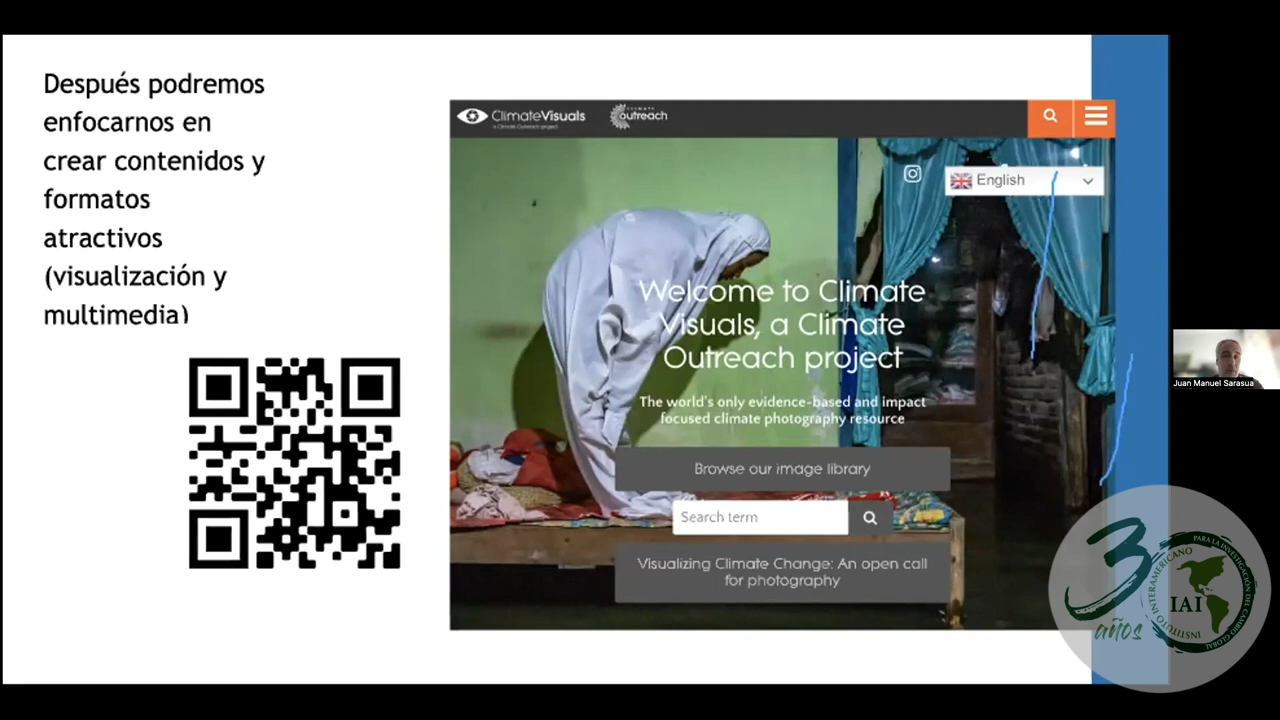 Después podremos
enfocarnos en
crear contenidos y
formatos
atractivos
(visualización y
multimedia)
ClimateVisuals
a Climate Outreach project
CLIMATE
outreach
English
Welcome to Climate
Visuals, a Climate
Outreach project
The world's only evidence-based and impact
focused climate photography resource
Browse our image library
Search term
Visualizing Climate Change: An open call
for photography
Juan Manuel Sarasua
30
años
IAI
INSTITUTO INTERAMERICANO
PARA LA INVESTIGACIÓN DEL CAMBIO GLOBAL